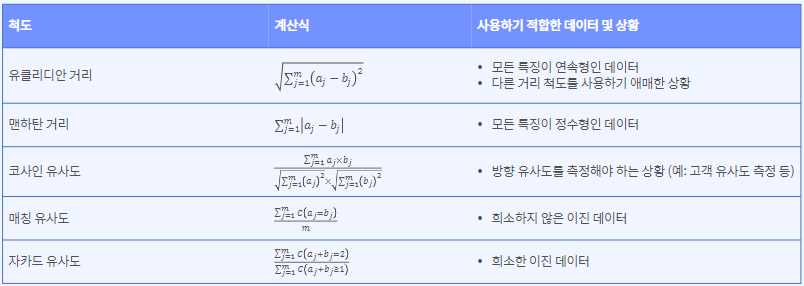 척도 계산식 사용하기 적합한 데이터 및 상황
유클리디안 거리 $\sqrt{\sum_{j=1}^{m}(a_j - b_j)^2}$ • 모든 특징이 연속형인 데이터
• 다른 거리 척도를 사용하기 애매한 상황
맨하탄 거리 $\sum_{j=1}^{m}|a_j - b_j|$ • 모든 특징이 정수형인 데이터
코사인 유사도 $\frac{\sum_{j=1}^{m} a_j \times b_j}{\sqrt{\sum_{j=1}^{m}(a_j)^2} \times \sqrt{\sum_{j=1}^{m}(b_j)^2}}$ • 방향 유사도를 측정해야 하는 상황 (예: 고객 유사도 측정 등)
매칭 유사도 $\frac{\sum_{j=1}^{m} C(a_j = b_j)}{m}$ • 희소하지 않은 이진 데이터
자카드 유사도 $\frac{\sum_{j=1}^{m} C(a_j + b_j = 2)}{\sum_{j=1}^{m} C(a_j + b_j \geq 1)}$ • 희소한 이진 데이터